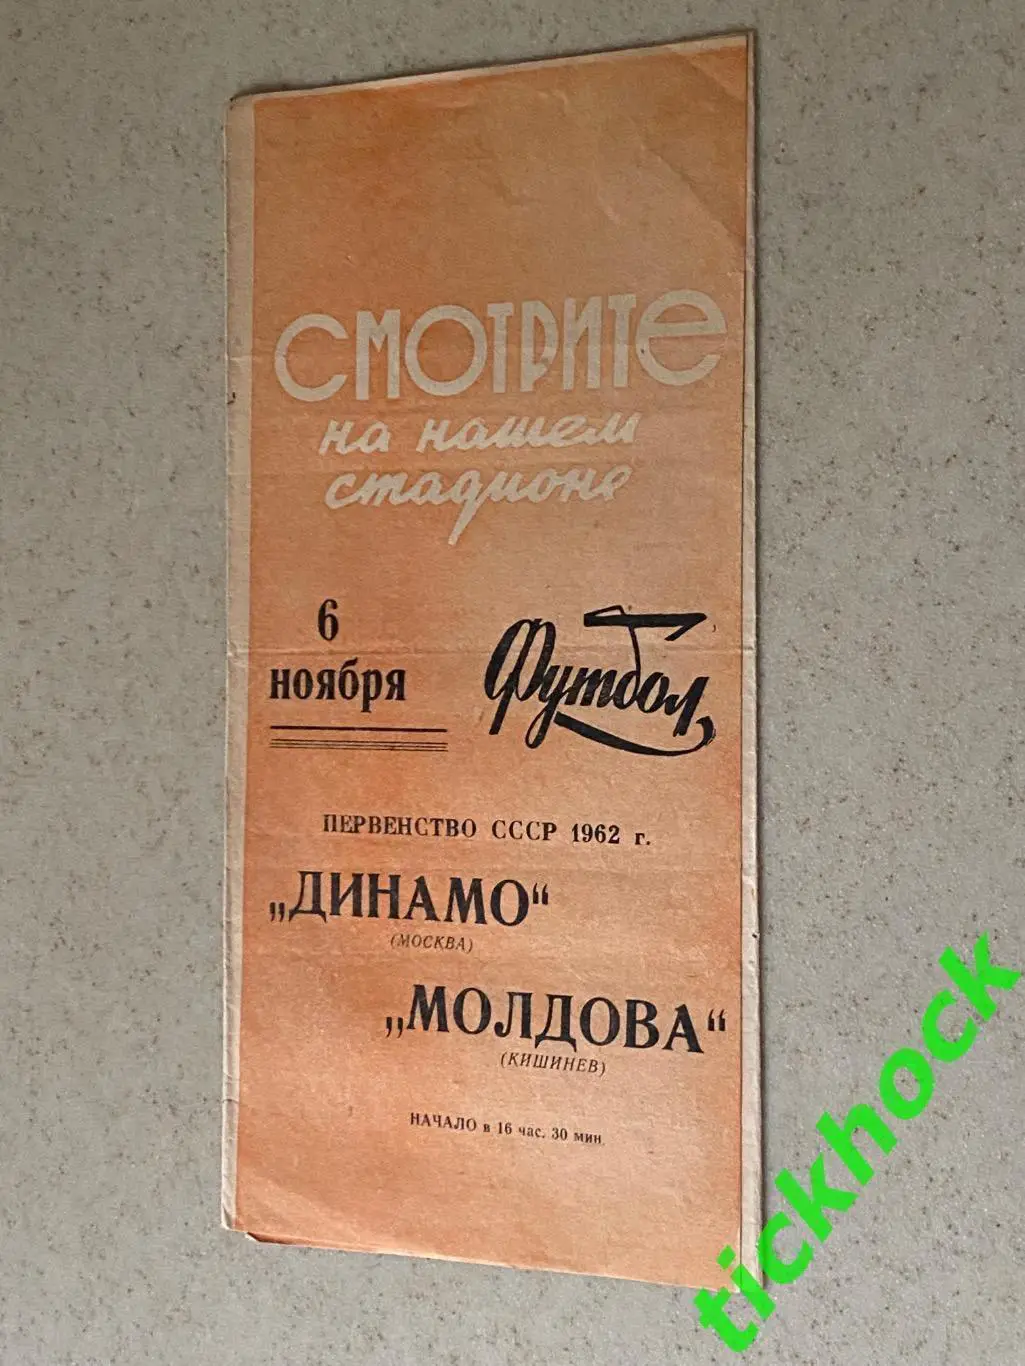 СМОТРИТЕ
на нашем
стадионе
6
ноября
Футбол
ПЕРВЕНСТВО СССР 1962 г.
„ДИНАМО“
(МОСКВА)
„МОЛДОВА“
(КИШИНЕВ)
НАЧАЛО в 16 час. 30 мин.
tickhock